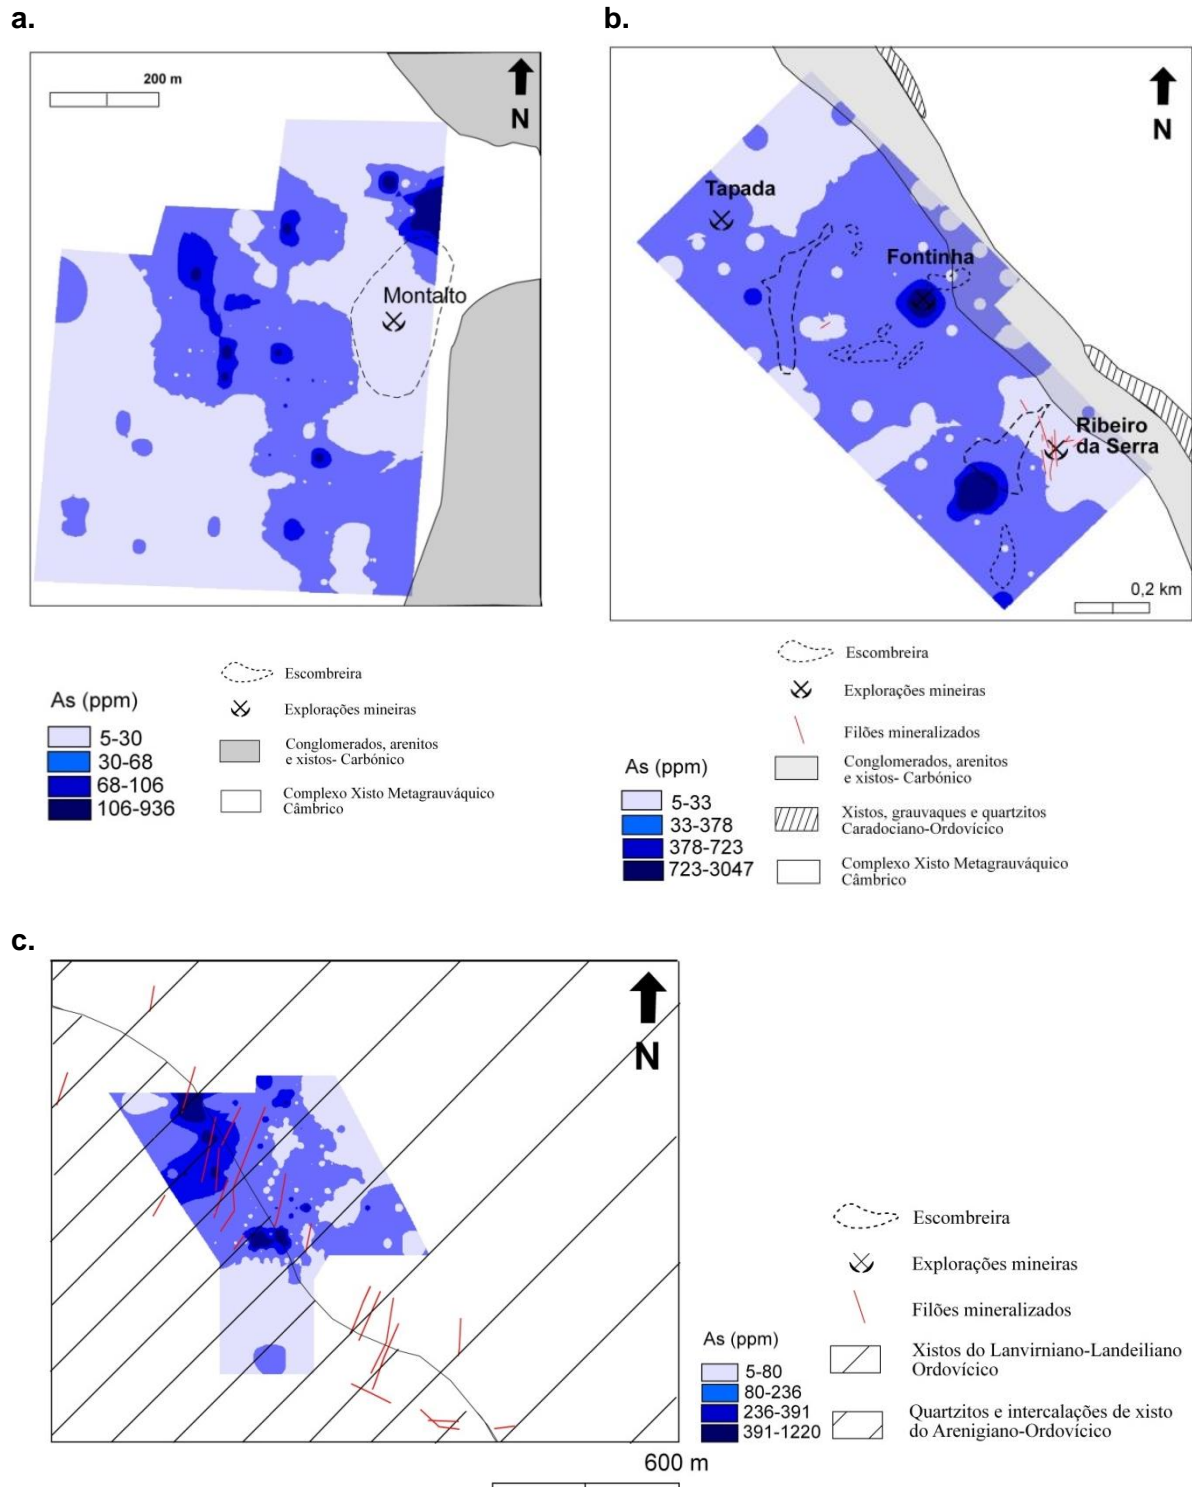 a.
200 m
N
Montalto
As (ppm)
5-30
30-68
68-106
106-936
Escombreira
Explorações mineiras
Conglomerados, arenitos
e xistos- Carbónico
Complexo Xisto Metagrauváquico
Câmbrico
b.
N
Tapada
Fontinha
Ribeiro
da Serra
0,2 km
As (ppm)
5-33
33-378
378-723
723-3047
Escombreira
Explorações mineiras
Filões mineralizados
Conglomerados, arenitos
e xistos- Carbónico
Xistos, grauvaques e quartzitos
Caradociano-Ordovícico
Complexo Xisto Metagrauváquico
Câmbrico
c.
N
600 m
As (ppm)
5-80
80-236
236-391
391-1220
Escombreira
Explorações mineiras
Filões mineralizados
Xistos do Lanvirniano-Landeiliano
Ordovícico
Quartzitos e intercalações de xisto
do Arenigiano-Ordovícico